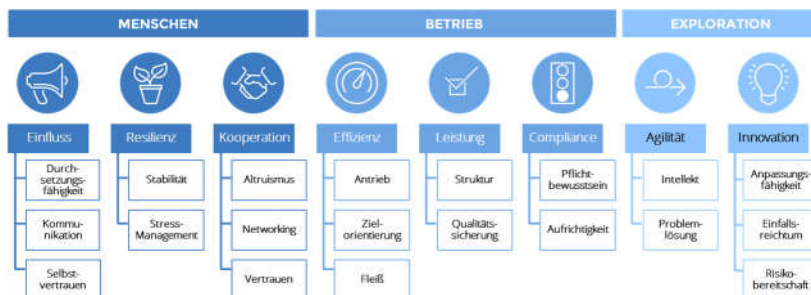 MENSCHEN
BETRIEB
EXPLORATION
Einfluss
Resilienz
Kooperation
Effizienz
Leistung
Compliance
Agilität
Innovation
Durch-
setzungs-
fähigkeit
Kommu-
nikation
Selbst-
vertrauen
Stabilität
Stress-
Management
Altruismus
Networking
Vertrauen
Antrieb
Ziel-
orientierung
Fleiß
Struktur
Qualitäts-
sicherung
Pflicht-
bewusstsein
Aufrichtigkeit
Intellekt
Problem-
lösung
Anpassungs-
fähigkeit
Einfalls-
reichtum
Risiko-
bereitschaft